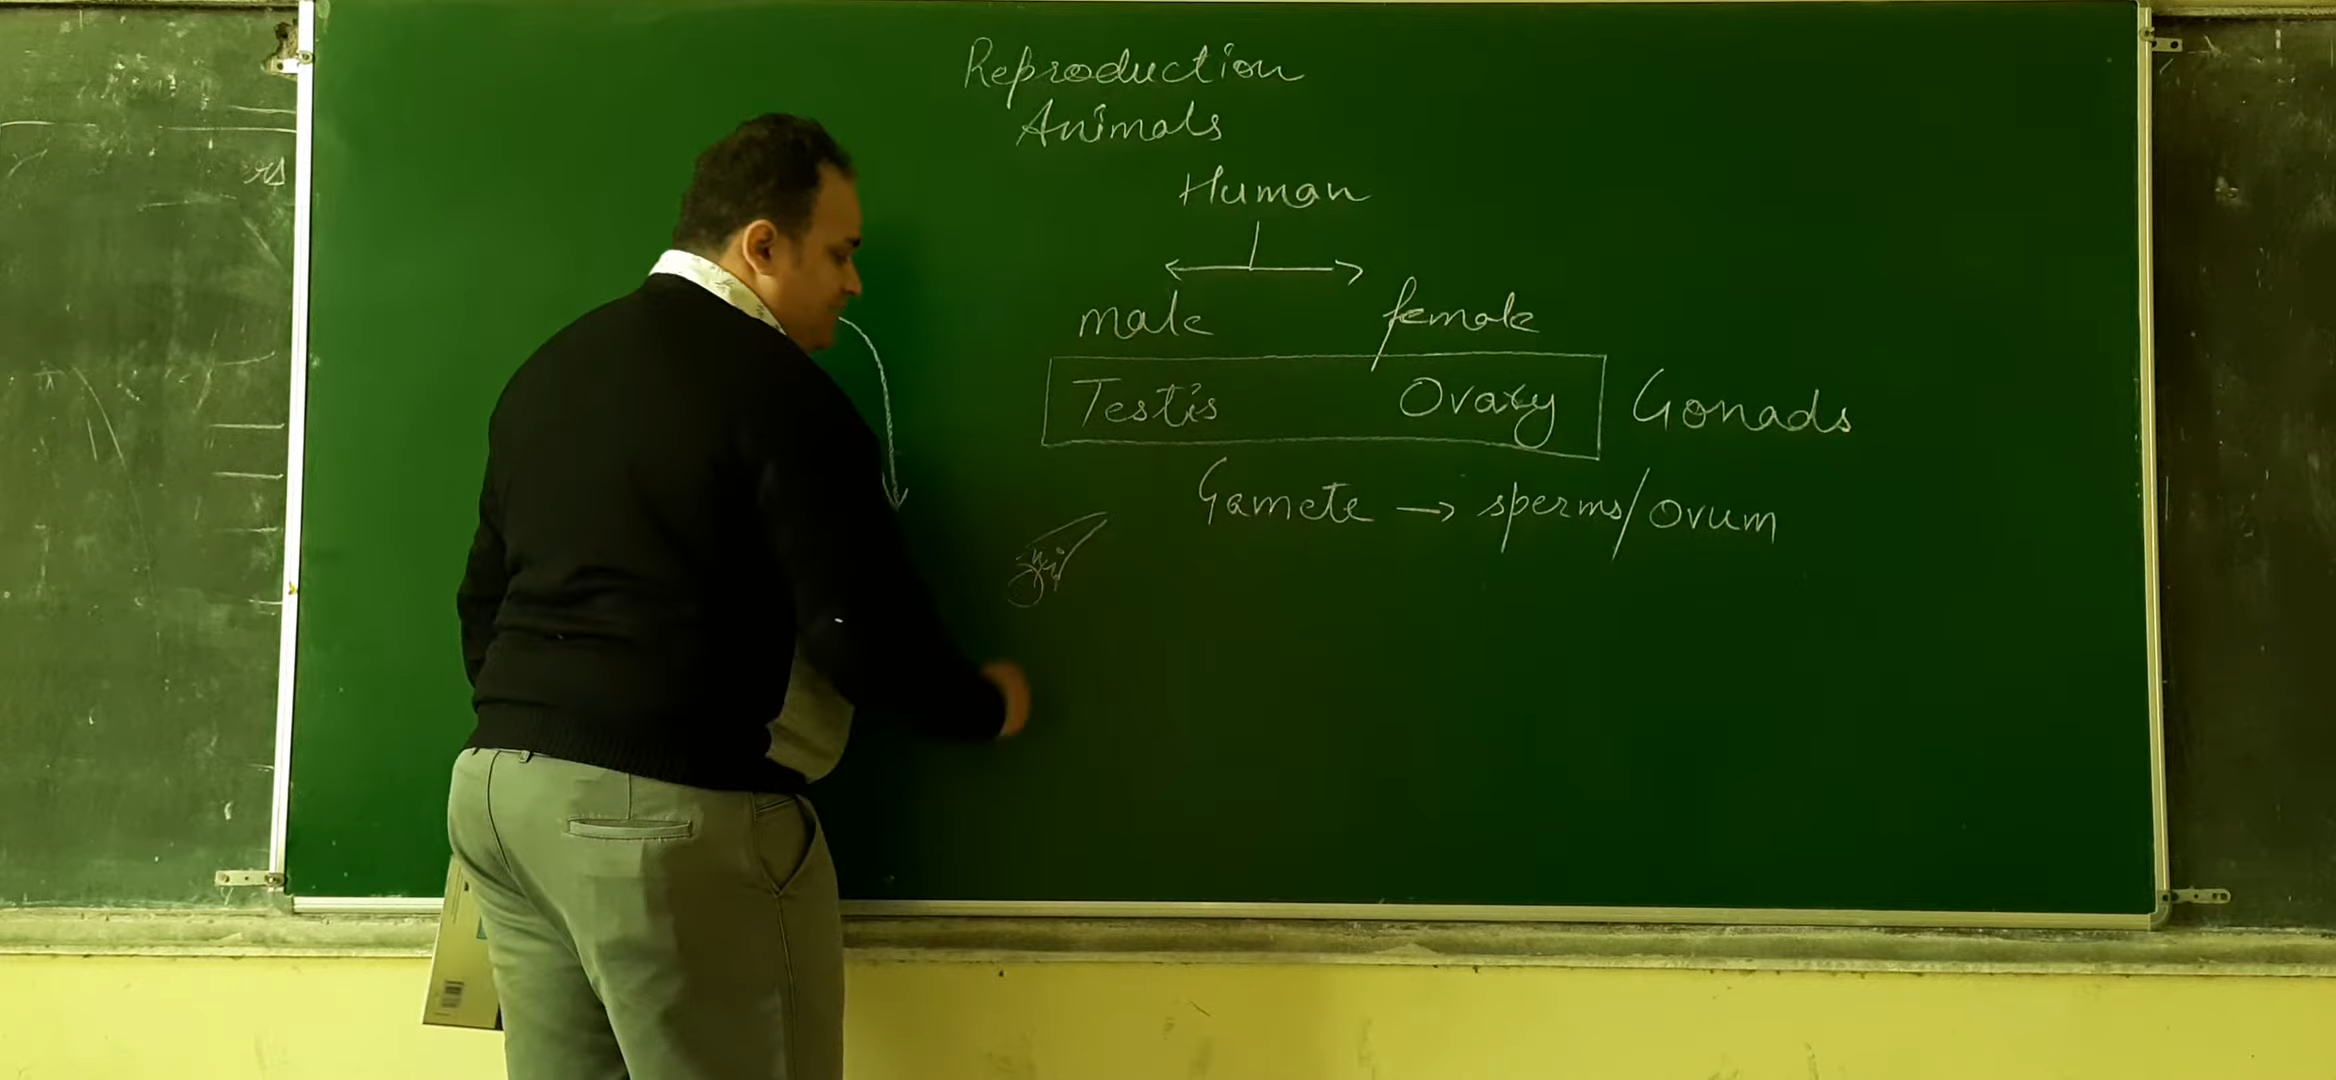 Reproduction
Animals
Human
male female
Testis Ovary Gonads
Gamete → sperms/ovum